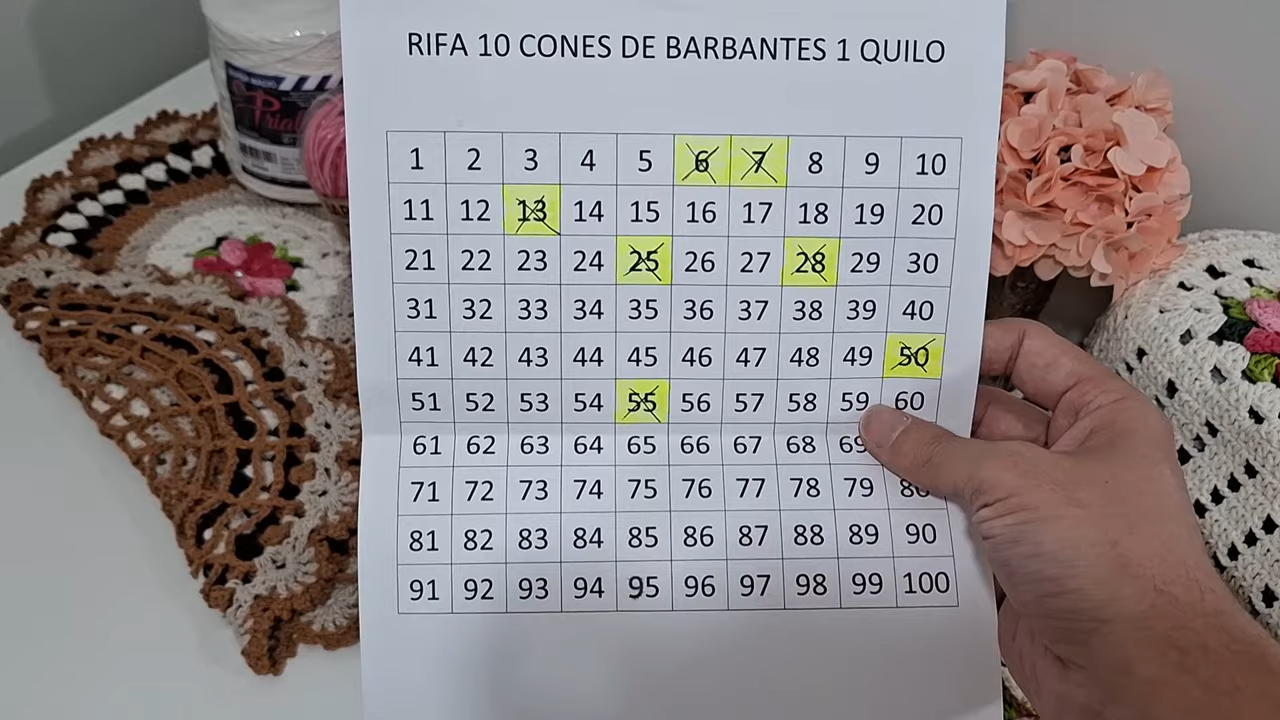 RIFA 10 CONES DE BARBANTES 1 QUILO
1 2 3 4 5 6 7 8 9 10
11 12 13 14 15 16 17 18 19 20
21 22 23 24 25 26 27 28 29 30
31 32 33 34 35 36 37 38 39 40
41 42 43 44 45 46 47 48 49 50
51 52 53 54 55 56 57 58 59 60
61 62 63 64 65 66 67 68 69
71 72 73 74 75 76 77 78 79 80
81 82 83 84 85 86 87 88 89 90
91 92 93 94 95 96 97 98 99 100